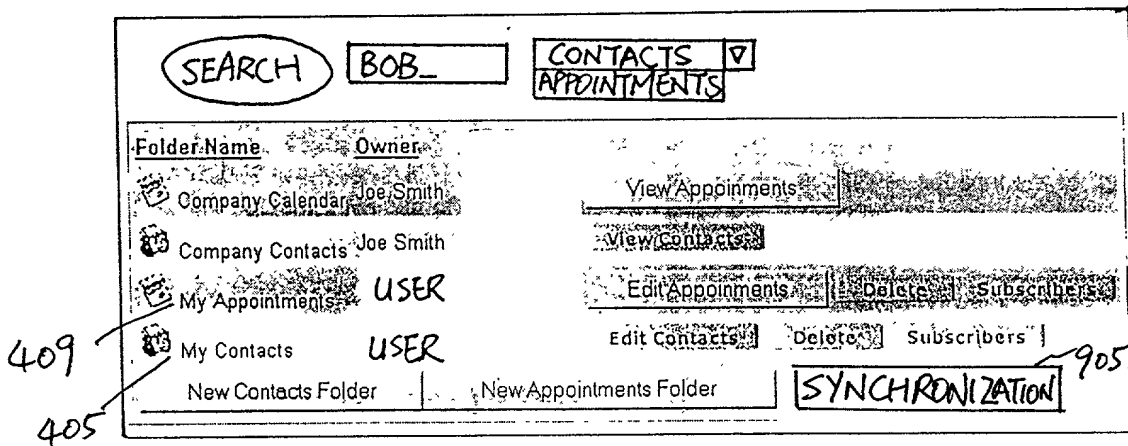 SEARCH BOB_ CONTACTS
APPOINTMENTS
Folder Name Owner
Company Calendar Joe Smith View Appoinments
Company Contacts Joe Smith View Contacts
My Appointments USER Edit Appoinments Delete Subscribers
My Contacts USER Edit Contacts Delete Subscribers
409
905
New Contacts Folder New Appointments Folder SYNCHRONIZATION
405